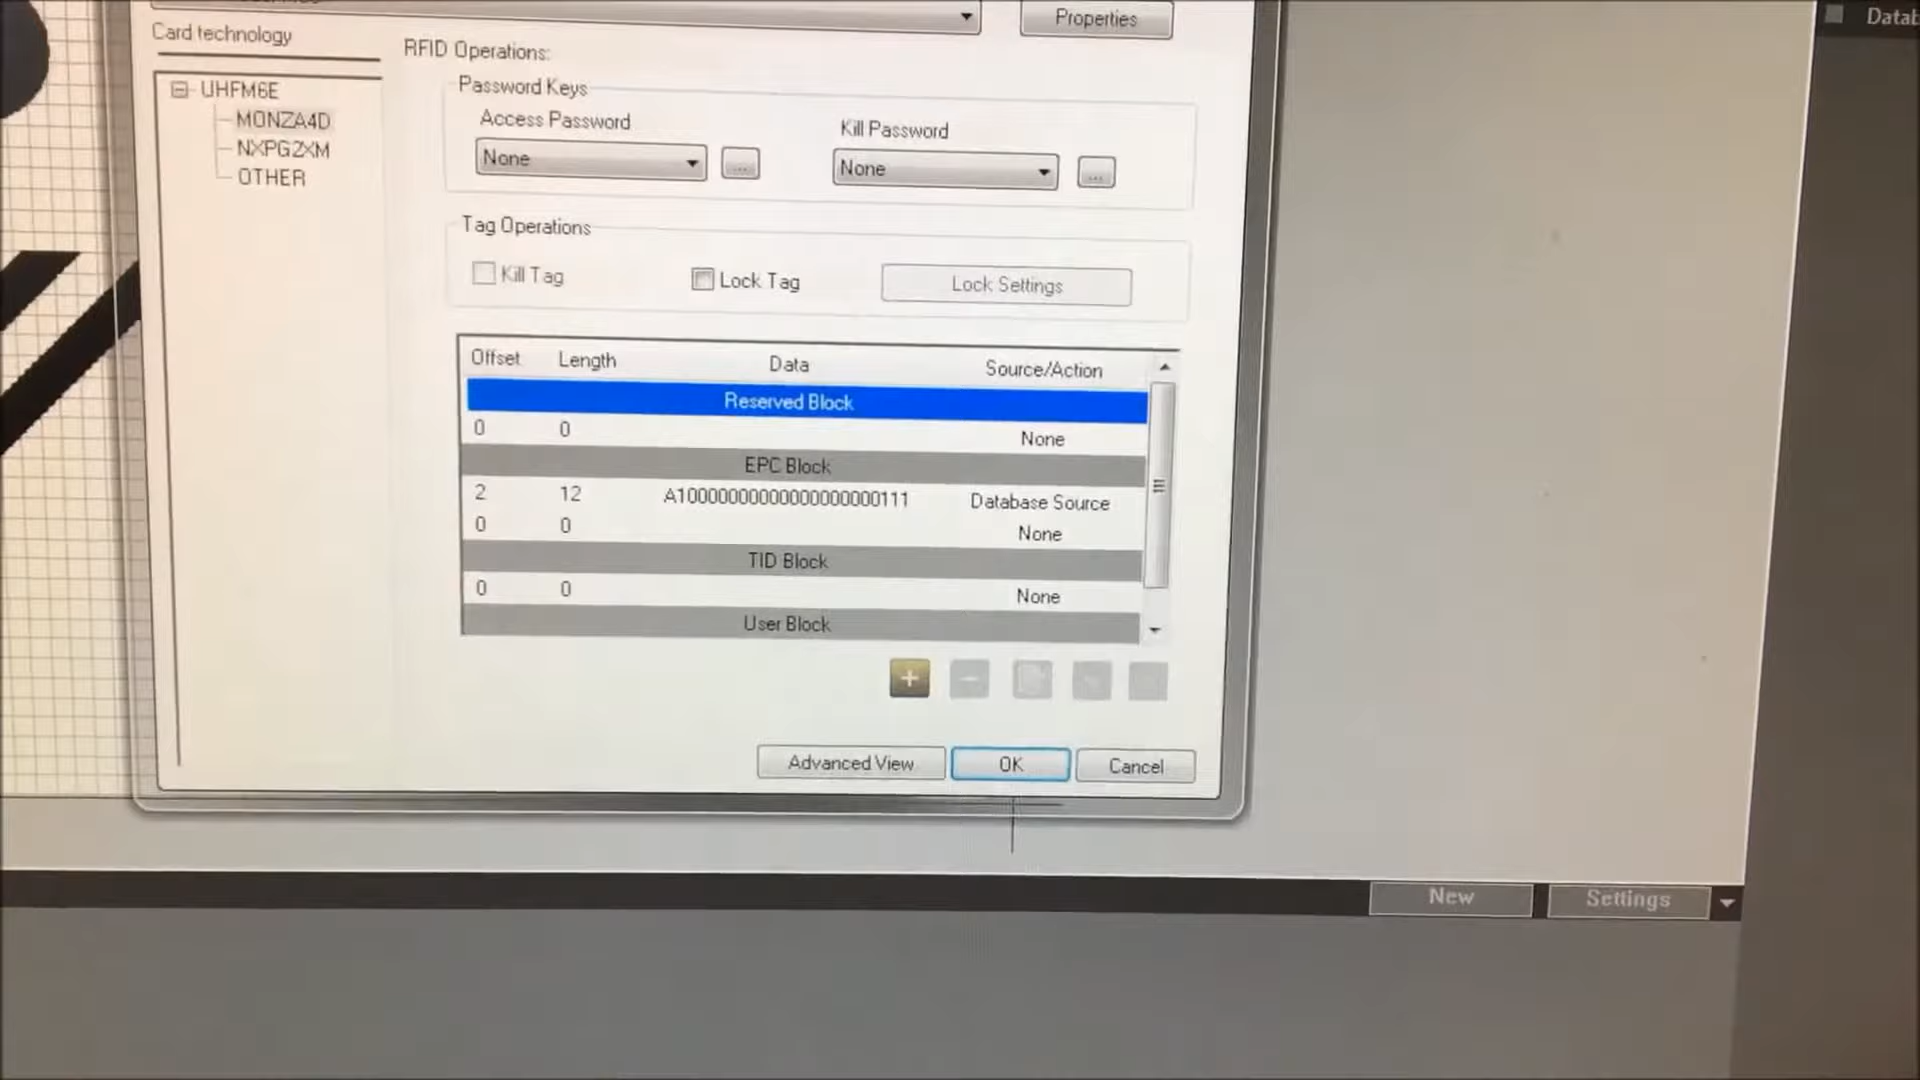 Properties
Card technology
RFID Operations:
UHFM6E
MONZA4D
NXPG2XM
OTHER
Password Keys
Access Password
Kill Password
None
...
None
...
Tag Operations
Kill Tag
Lock Tag
Lock Settings
Offset Length Data Source/Action
Reserved Block
0 0 None
EPC Block
2 12 A10000000000000000000111 Database Source
0 0 None
TID Block
0 0 None
User Block
+
Advanced View
OK
Cancel
New
Settings